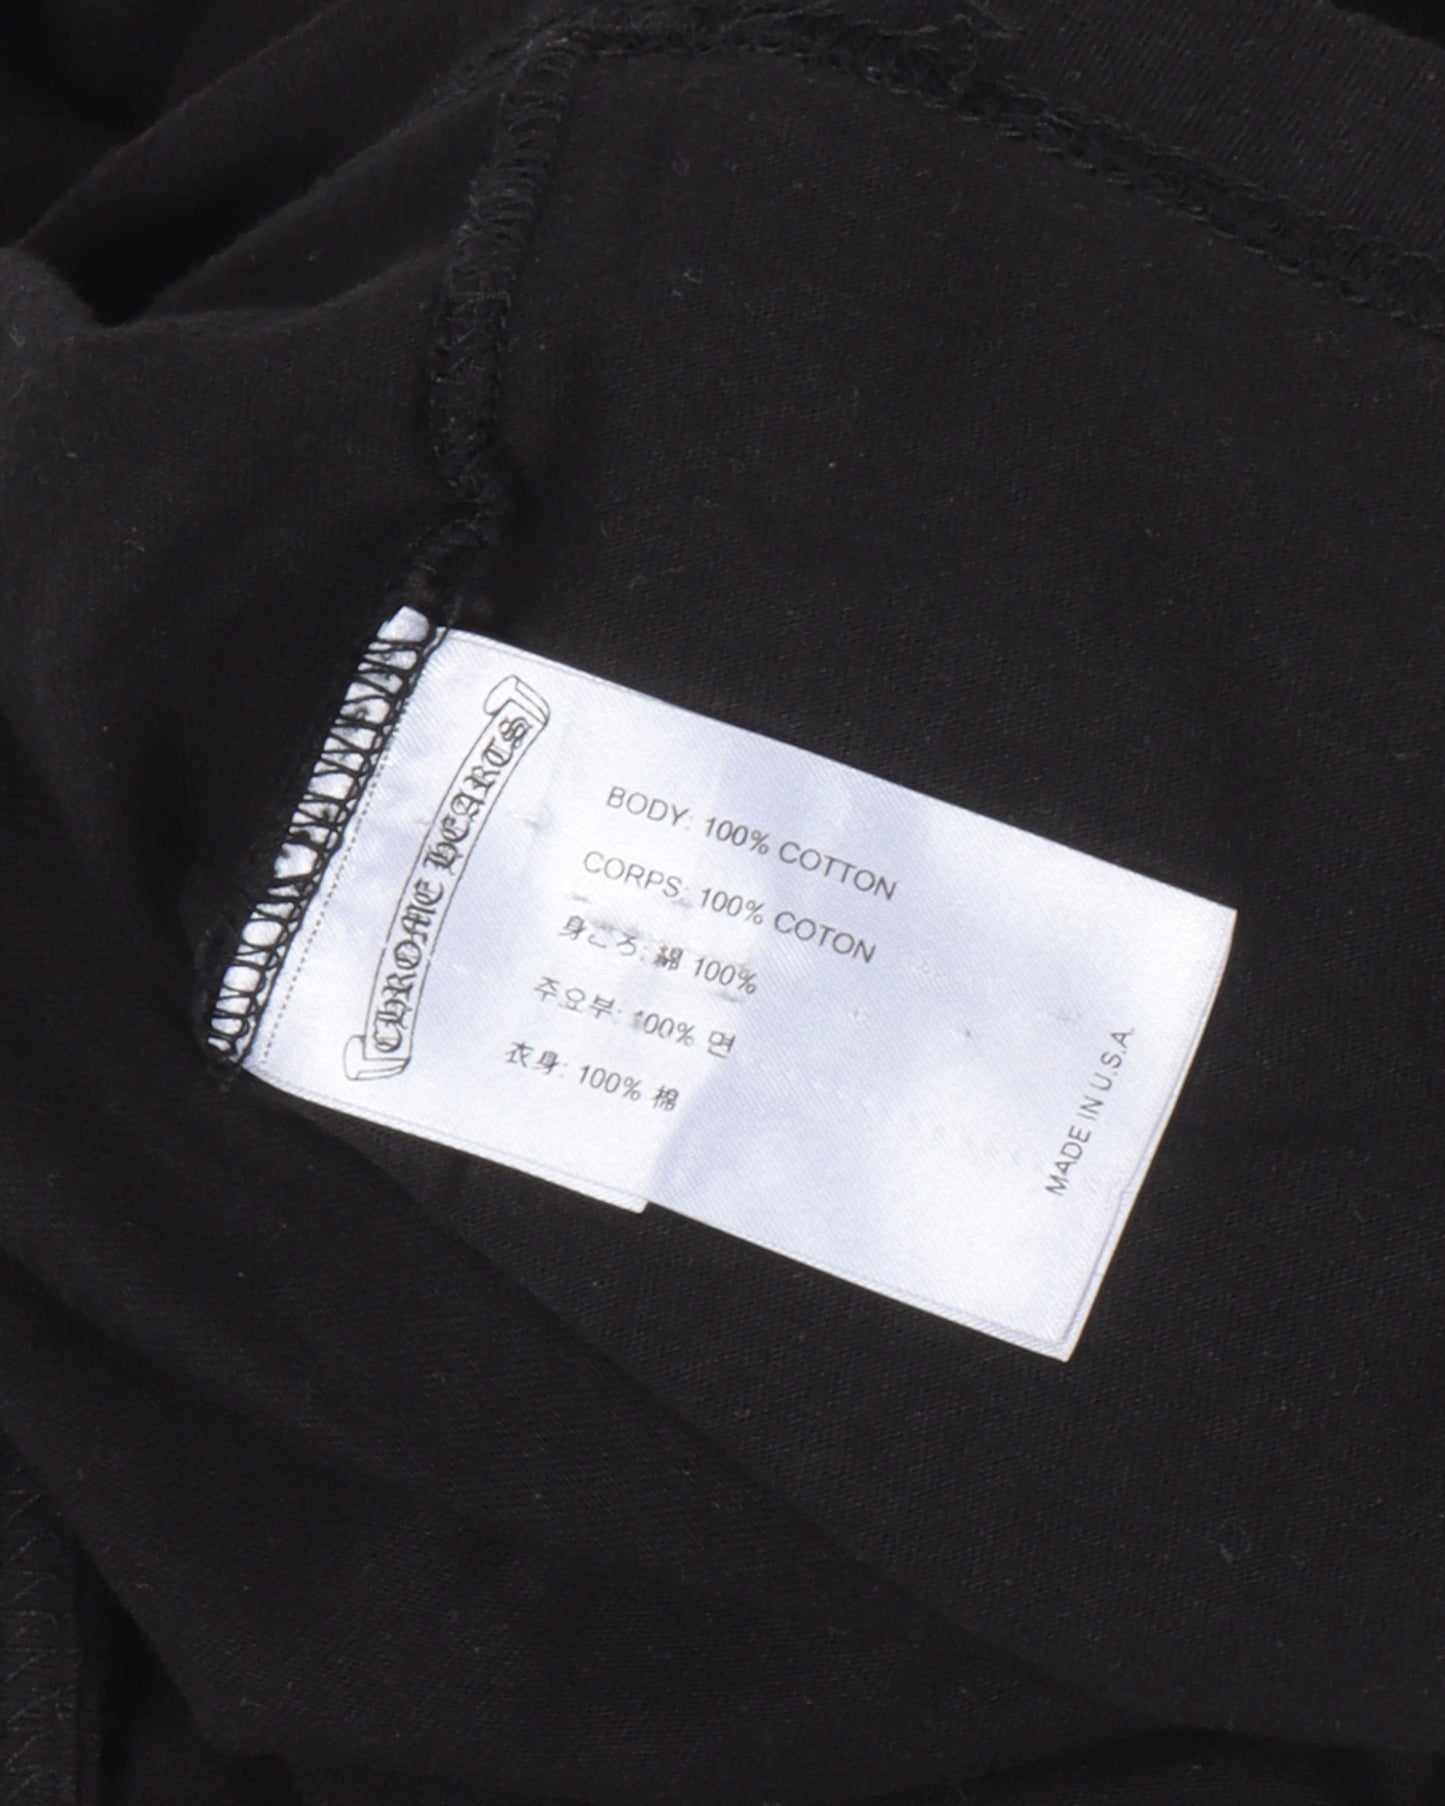 CHROME HEARTS
BODY: 100% COTTON
CORPS: 100% COTON
身ごろ: 綿 100%
주요부: 100% 면
衣身: 100% 棉
MADE IN U.S.A.